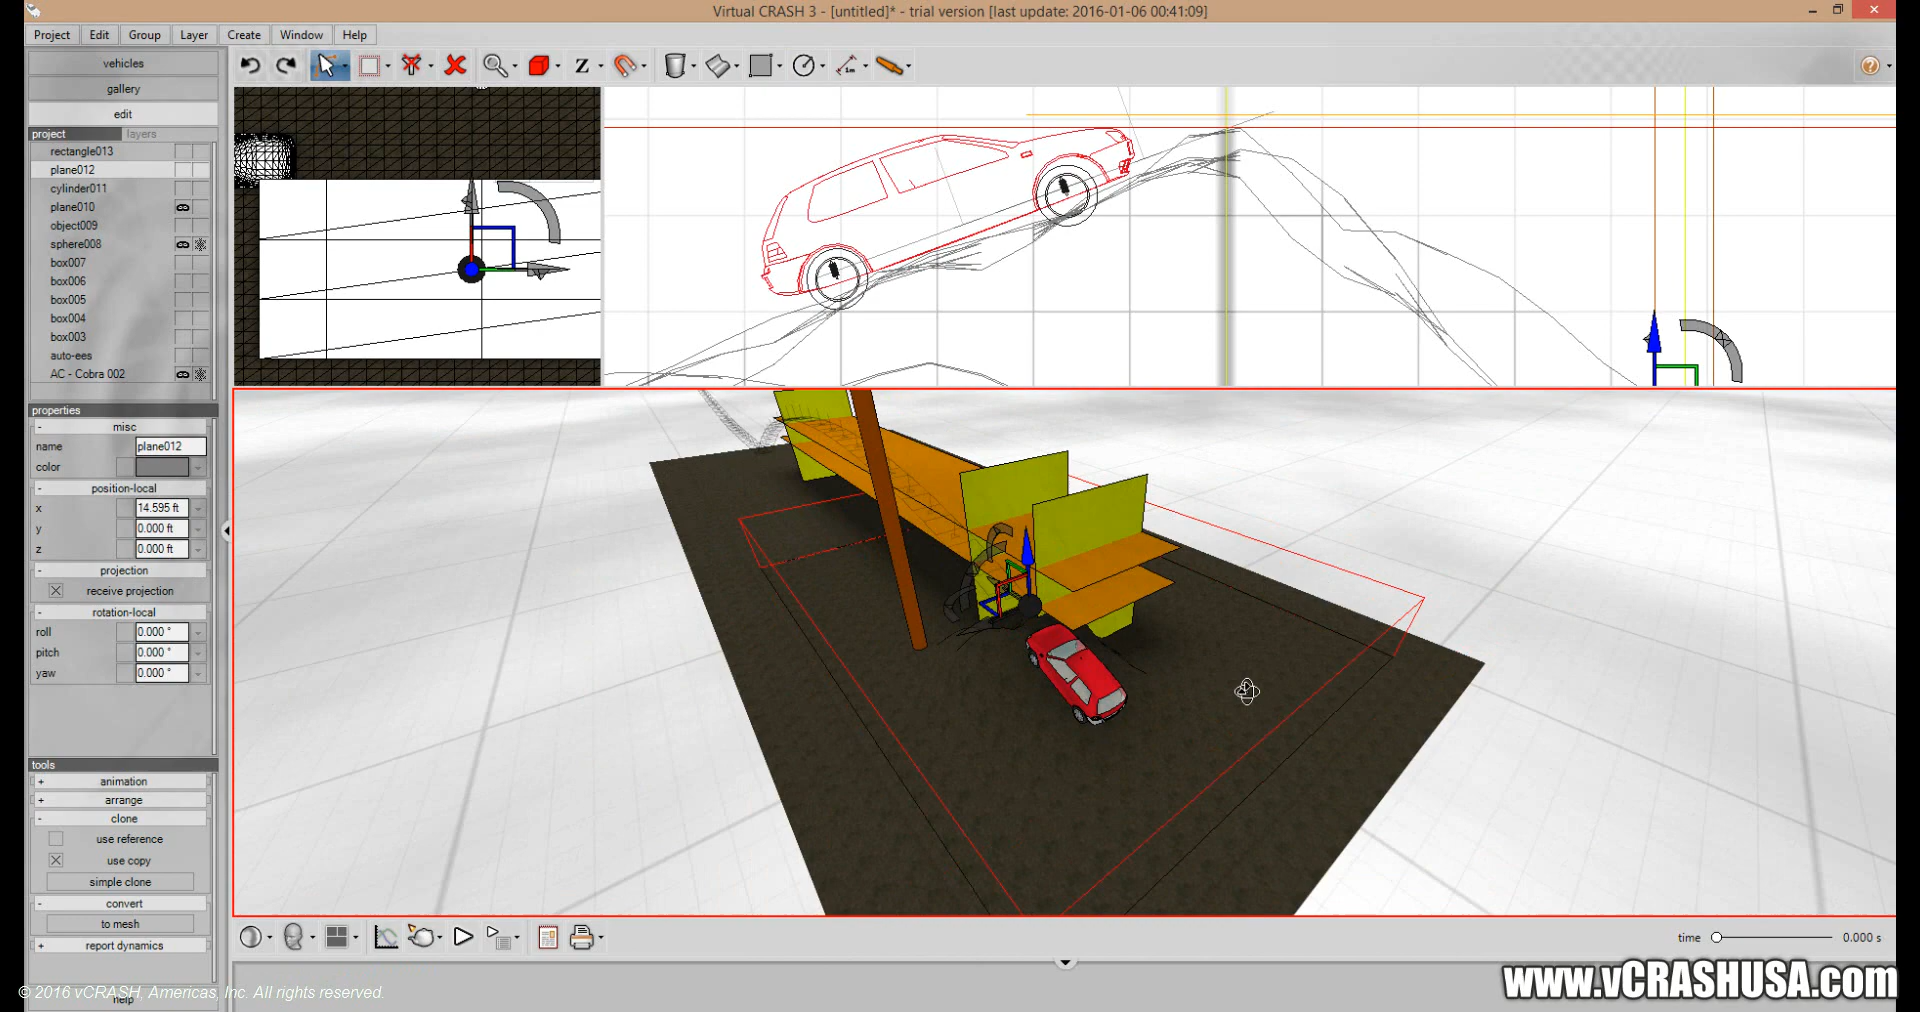 Virtual CRASH 3 - [untitled]* - trial version [last update: 2016-01-06 00:41:09]
Project Edit Group Layer Create Window Help
vehicles
gallery
edit
project layers
rectangle013
plane012
cylinder011
plane010
object009
sphere008
box007
box006
box005
box004
box003
auto-ees
AC - Cobra 002
properties
- misc
name plane012
color
- position-local
x 14.595 ft
y 0.000 ft
z 0.000 ft
- projection
receive projection
- rotation-local
roll 0.000 °
pitch 0.000 °
yaw 0.000 °
tools
+ animation
+ arrange
- clone
use reference
use copy
simple clone
- convert
to mesh
+ report dynamics
help
Z
1m
?
time 0.000 s
© 2016 vCRASH, Americas, Inc. All rights reserved.
www.vCRASHUSA.com